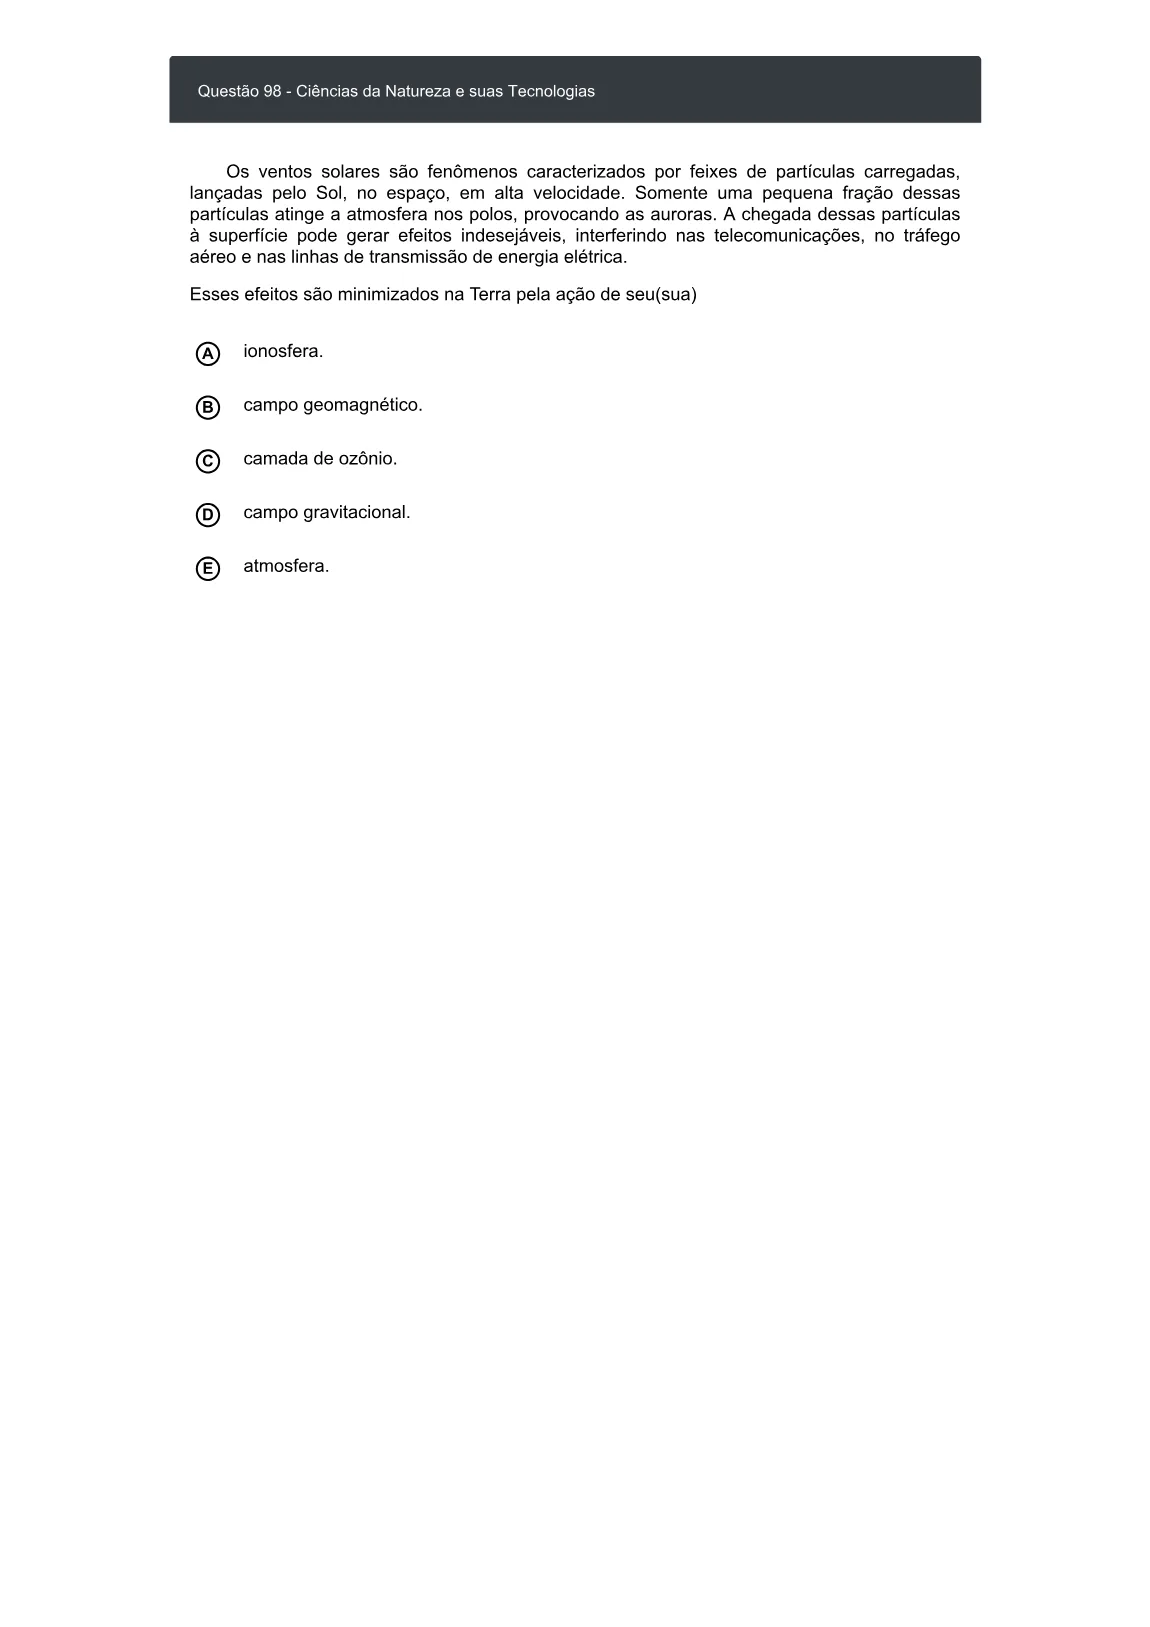 Questão 98 - Ciências da Natureza e suas Tecnologias
Os ventos solares são fenômenos caracterizados por feixes de partículas carregadas,
lançadas pelo Sol, no espaço, em alta velocidade. Somente uma pequena fração dessas
partículas atinge a atmosfera nos polos, provocando as auroras. A chegada dessas partículas
à superfície pode gerar efeitos indesejáveis, interferindo nas telecomunicações, no tráfego
aéreo e nas linhas de transmissão de energia elétrica.
Esses efeitos são minimizados na Terra pela ação de seu(sua)
A ionosfera.
B campo geomagnético.
C camada de ozônio.
D campo gravitacional.
E atmosfera.